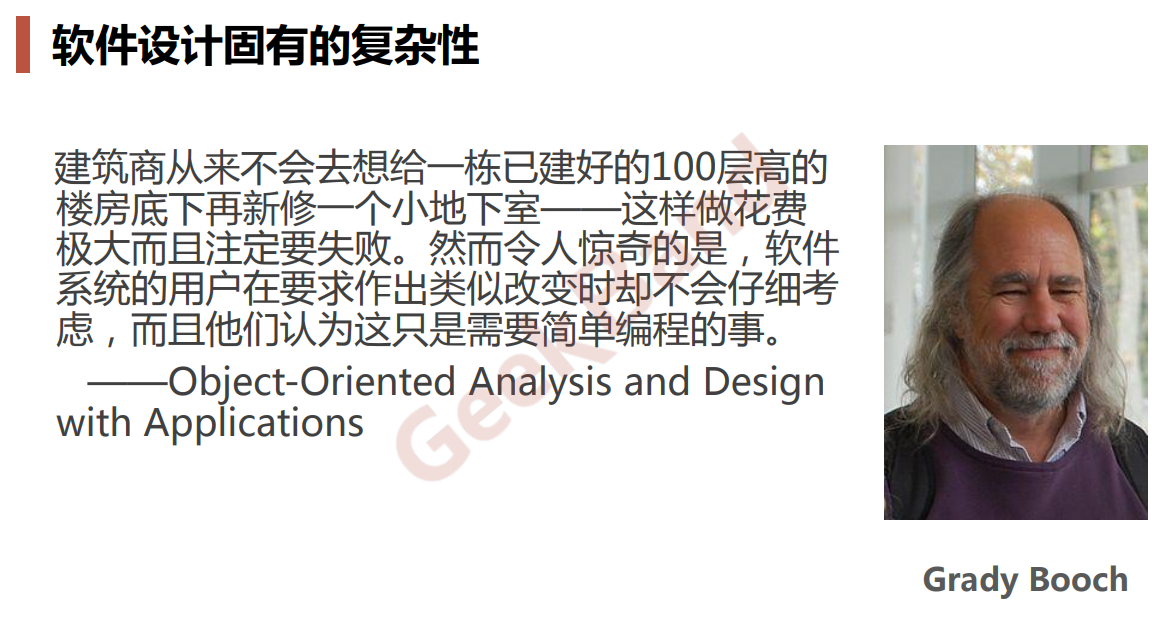 软件设计固有的复杂性
建筑商从来不会去想给一栋已建好的100层高的
楼房底下再新修一个小地下室——这样做花费
极大而且注定要失败。然而令人惊奇的是，软件
系统的用户在要求作出类似改变时却不会仔细考
虑，而且他们认为这只是需要简单编程的事。
——Object-Oriented Analysis and Design
with Applications
GeekBand
Grady Booch